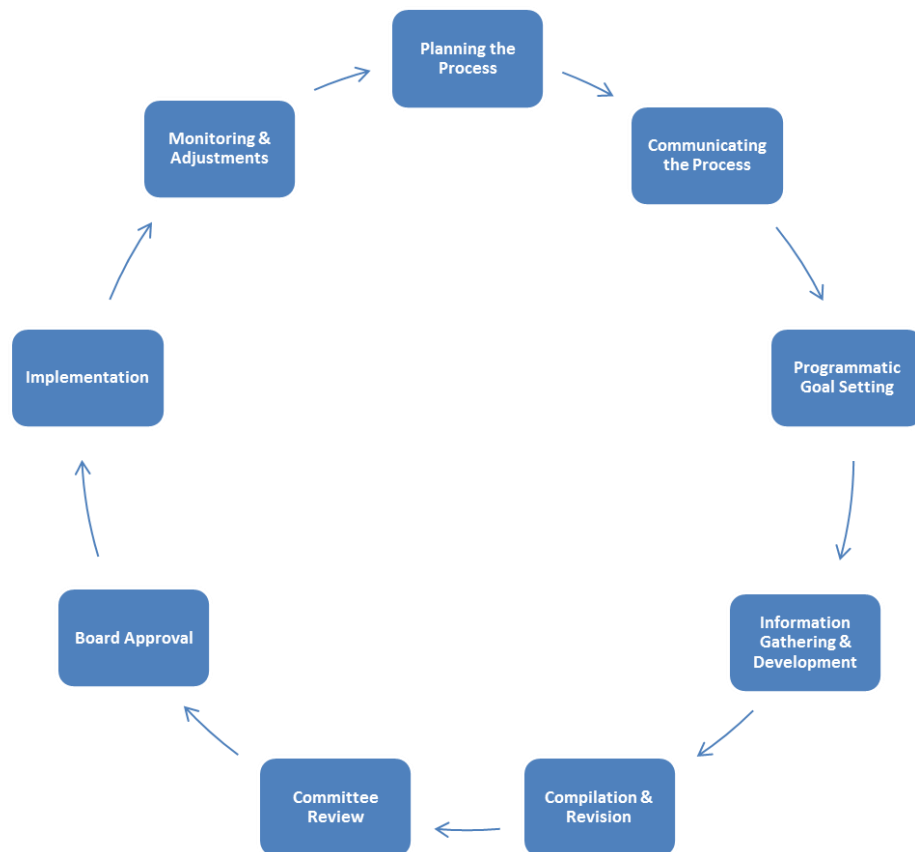 Planning the
Process
Communicating
the Process
Programmatic
Goal Setting
Information
Gathering &
Development
Compilation &
Revision
Committee
Review
Board Approval
Implementation
Monitoring &
Adjustments